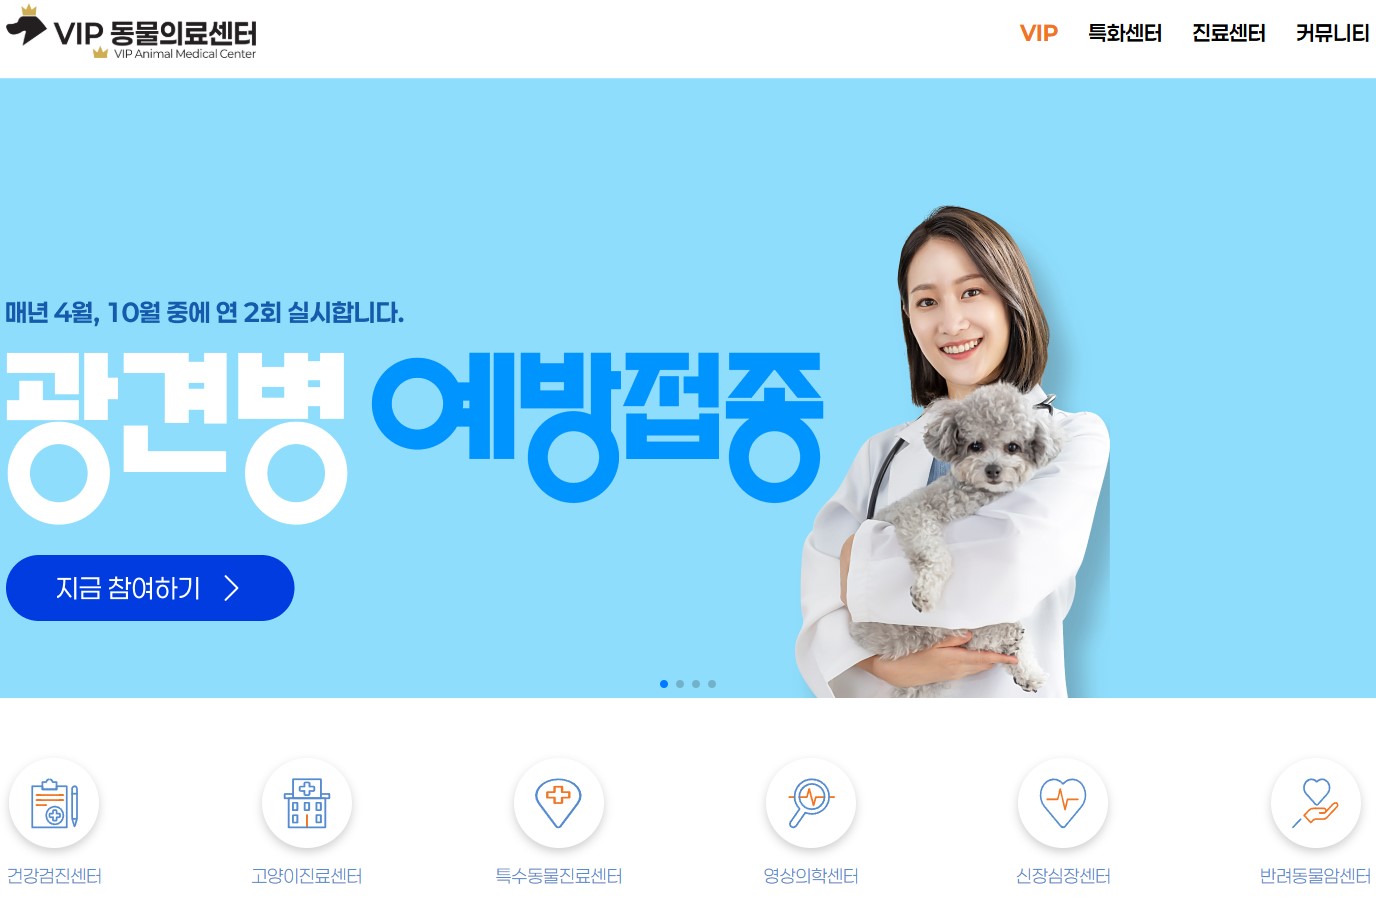 VIP 동물의료센터
VIP Animal Medical Center
VIP 특화센터 진료센터 커뮤니티
매년 4월, 10월 중에 연 2회 실시합니다.
광견병 예방접종
지금 참여하기
건강검진센터 고양이진료센터 특수동물진료센터 영상의학센터 신장심장센터 반려동물암센터